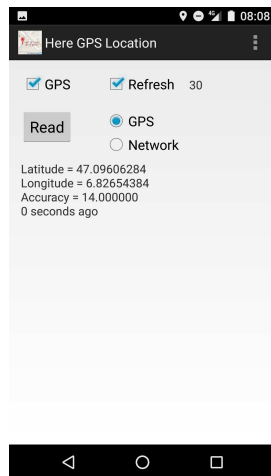 4G 08:08
Here GPS Location
GPS Refresh 30
Read
GPS
Network
Latitude = 47.09606284
Longitude = 6.82654384
Accuracy = 14.000000
0 seconds ago